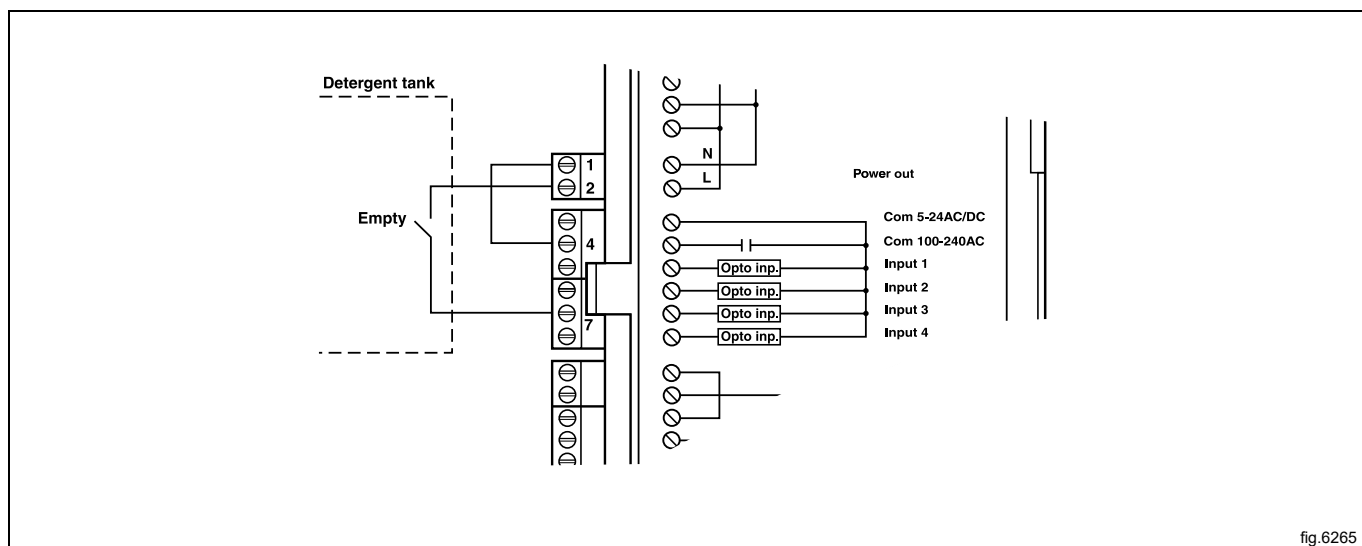 Detergent tank
Empty
1
2
4
7
N
L
Power out
Com 5-24AC/DC
Com 100-240AC
Opto inp. Input 1
Opto inp. Input 2
Opto inp. Input 3
Opto inp. Input 4
fig.6265